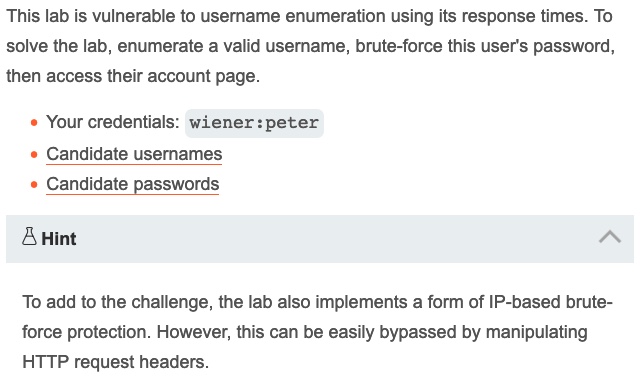 This lab is vulnerable to username enumeration using its response times. To
solve the lab, enumerate a valid username, brute-force this user's password,
then access their account page.
• Your credentials: wiener:peter
• Candidate usernames
• Candidate passwords
Hint
To add to the challenge, the lab also implements a form of IP-based brute-
force protection. However, this can be easily bypassed by manipulating
HTTP request headers.